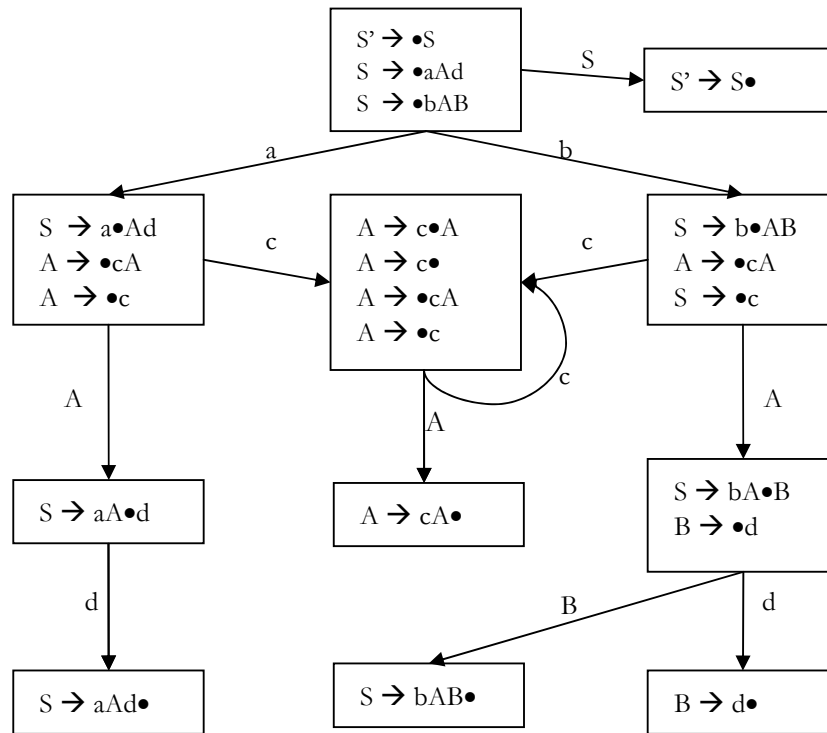 S’ → •S
S → •aAd
S → •bAB
S
S’ → S•
a
b
S → a•Ad
A → •cA
A → •c
c
A → c•A
A → c•
A → •cA
A → •c
c
S → b•AB
A → •cA
S → •c
c
A
A
A
S → aA•d
A → cA•
S → bA•B
B → •d
d
B
d
S → aAd•
S → bAB•
B → d•